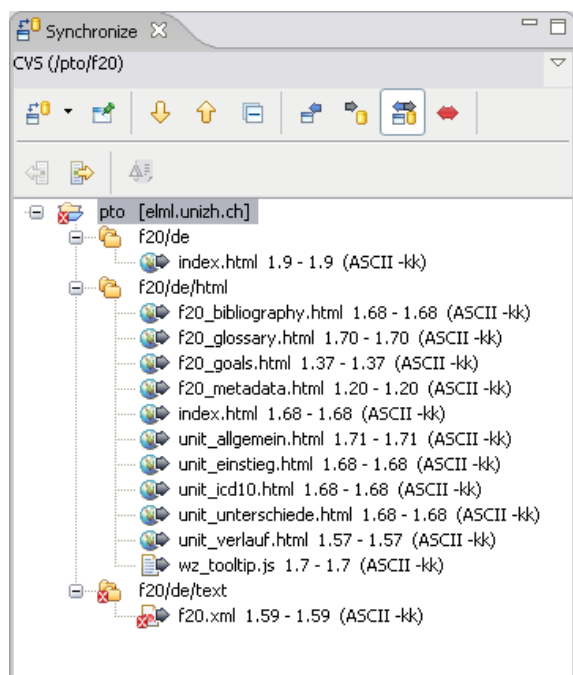 Synchronize
CVS (/pto/f20)
pto [elml.unizh.ch]
f20/de
index.html 1.9 - 1.9 (ASCII -kk)
f20/de/html
f20_bibliography.html 1.68 - 1.68 (ASCII -kk)
f20_glossary.html 1.70 - 1.70 (ASCII -kk)
f20_goals.html 1.37 - 1.37 (ASCII -kk)
f20_metadata.html 1.20 - 1.20 (ASCII -kk)
index.html 1.68 - 1.68 (ASCII -kk)
unit_allgemein.html 1.71 - 1.71 (ASCII -kk)
unit_einstieg.html 1.68 - 1.68 (ASCII -kk)
unit_icd10.html 1.68 - 1.68 (ASCII -kk)
unit_unterschiede.html 1.68 - 1.68 (ASCII -kk)
unit_verlauf.html 1.57 - 1.57 (ASCII -kk)
wz_tooltip.js 1.7 - 1.7 (ASCII -kk)
f20/de/text
f20.xml 1.59 - 1.59 (ASCII -kk)